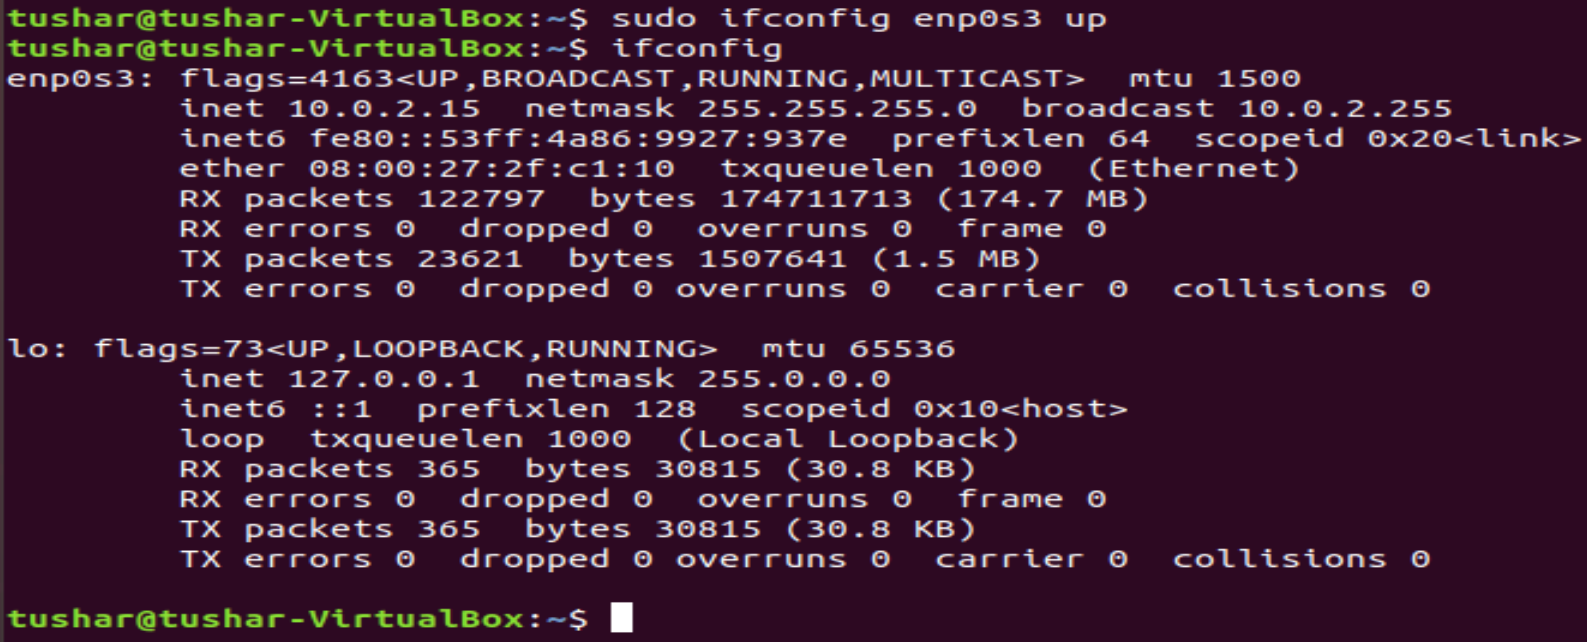 tushar@tushar-VirtualBox:~$ sudo ifconfig enp0s3 up
tushar@tushar-VirtualBox:~$ ifconfig
enp0s3: flags=4163<UP,BROADCAST,RUNNING,MULTICAST>  mtu 1500
        inet 10.0.2.15  netmask 255.255.255.0  broadcast 10.0.2.255
        inet6 fe80::53ff:4a86:9927:937e  prefixlen 64  scopeid 0x20<link>
        ether 08:00:27:2f:c1:10  txqueuelen 1000  (Ethernet)
        RX packets 122797  bytes 174711713 (174.7 MB)
        RX errors 0  dropped 0  overruns 0  frame 0
        TX packets 23621  bytes 1507641 (1.5 MB)
        TX errors 0  dropped 0 overruns 0  carrier 0  collisions 0

lo: flags=73<UP,LOOPBACK,RUNNING>  mtu 65536
        inet 127.0.0.1  netmask 255.0.0.0
        inet6 ::1  prefixlen 128  scopeid 0x10<host>
        loop  txqueuelen 1000  (Local Loopback)
        RX packets 365  bytes 30815 (30.8 KB)
        RX errors 0  dropped 0  overruns 0  frame 0
        TX packets 365  bytes 30815 (30.8 KB)
        TX errors 0  dropped 0 overruns 0  carrier 0  collisions 0

tushar@tushar-VirtualBox:~$